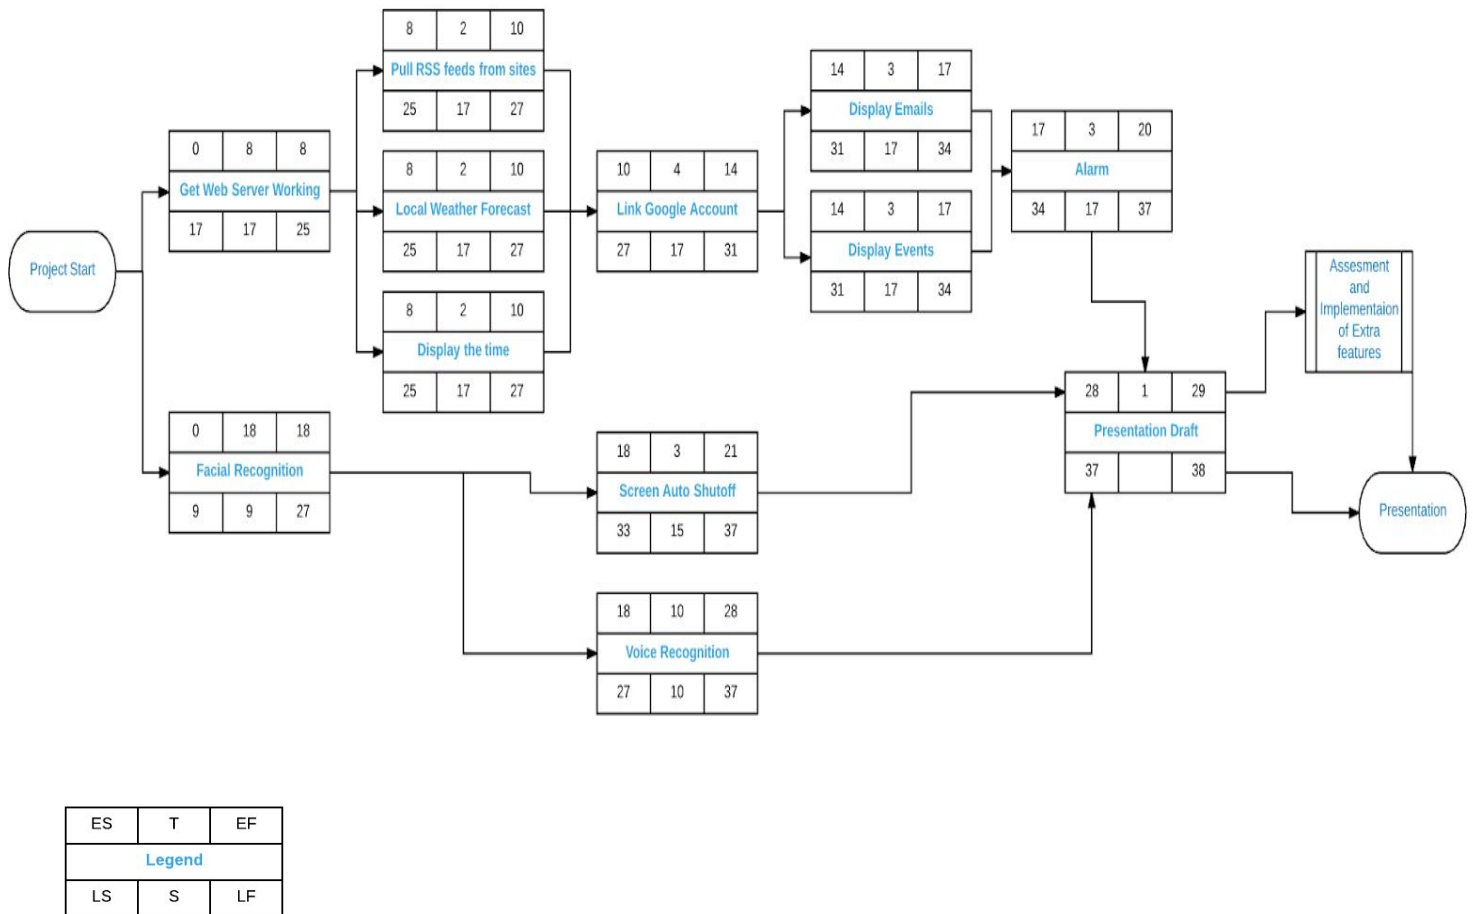 Project Start
0 8 8
Get Web Server Working
17 17 25
0 18 18
Facial Recognition
9 9 27
8 2 10
Pull RSS feeds from sites
25 17 27
8 2 10
Local Weather Forecast
25 17 27
8 2 10
Display the time
25 17 27
10 4 14
Link Google Account
27 17 31
18 3 21
Screen Auto Shutoff
33 15 37
18 10 28
Voice Recognition
27 10 37
14 3 17
Display Emails
31 17 34
14 3 17
Display Events
31 17 34
17 3 20
Alarm
34 17 37
28 1 29
Presentation Draft
37 38
Assesment
and
Implementaion
of Extra
features
Presentation
ES T EF
Legend
LS S LF